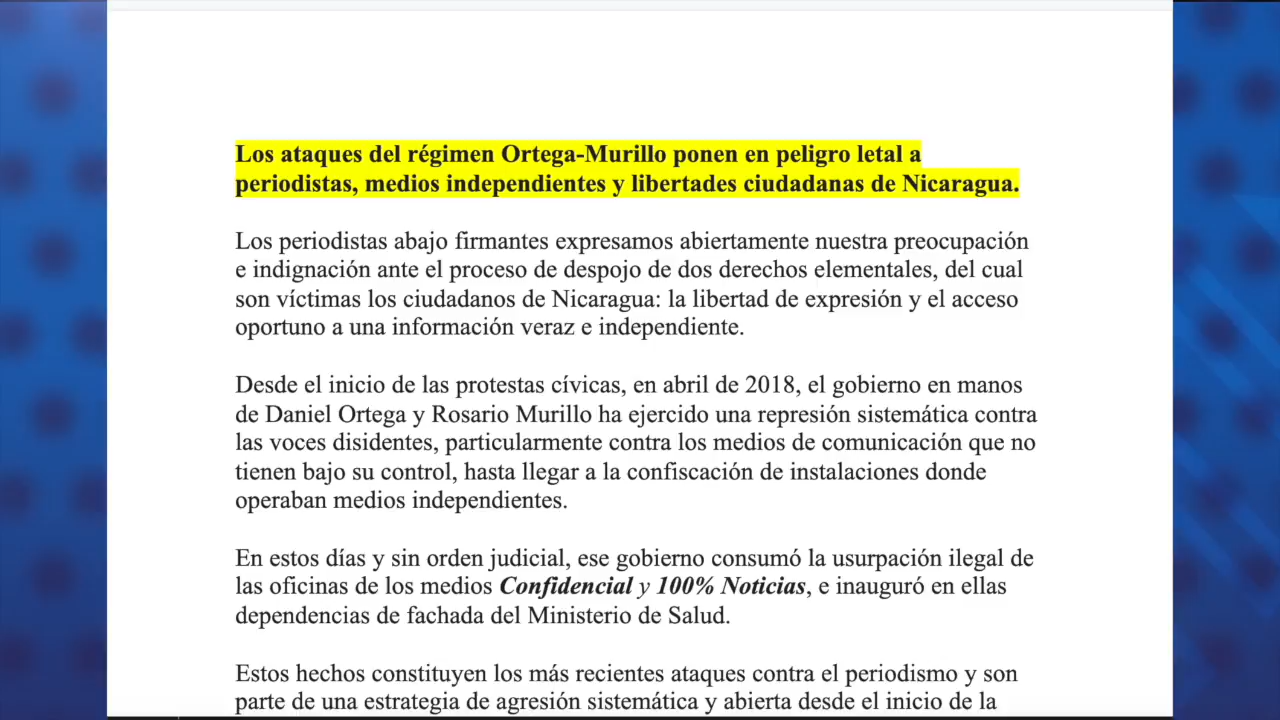 Los ataques del régimen Ortega-Murillo ponen en peligro letal a
periodistas, medios independientes y libertades ciudadanas de Nicaragua.
Los periodistas abajo firmantes expresamos abiertamente nuestra preocupación
e indignación ante el proceso de despojo de dos derechos elementales, del cual
son víctimas los ciudadanos de Nicaragua: la libertad de expresión y el acceso
oportuno a una información veraz e independiente.
Desde el inicio de las protestas cívicas, en abril de 2018, el gobierno en manos
de Daniel Ortega y Rosario Murillo ha ejercido una represión sistemática contra
las voces disidentes, particularmente contra los medios de comunicación que no
tienen bajo su control, hasta llegar a la confiscación de instalaciones donde
operaban medios independientes.
En estos días y sin orden judicial, ese gobierno consumó la usurpación ilegal de
las oficinas de los medios Confidencial y 100% Noticias, e inauguró en ellas
dependencias de fachada del Ministerio de Salud.
Estos hechos constituyen los más recientes ataques contra el periodismo y son
parte de una estrategia de agresión sistemática y abierta desde el inicio de la